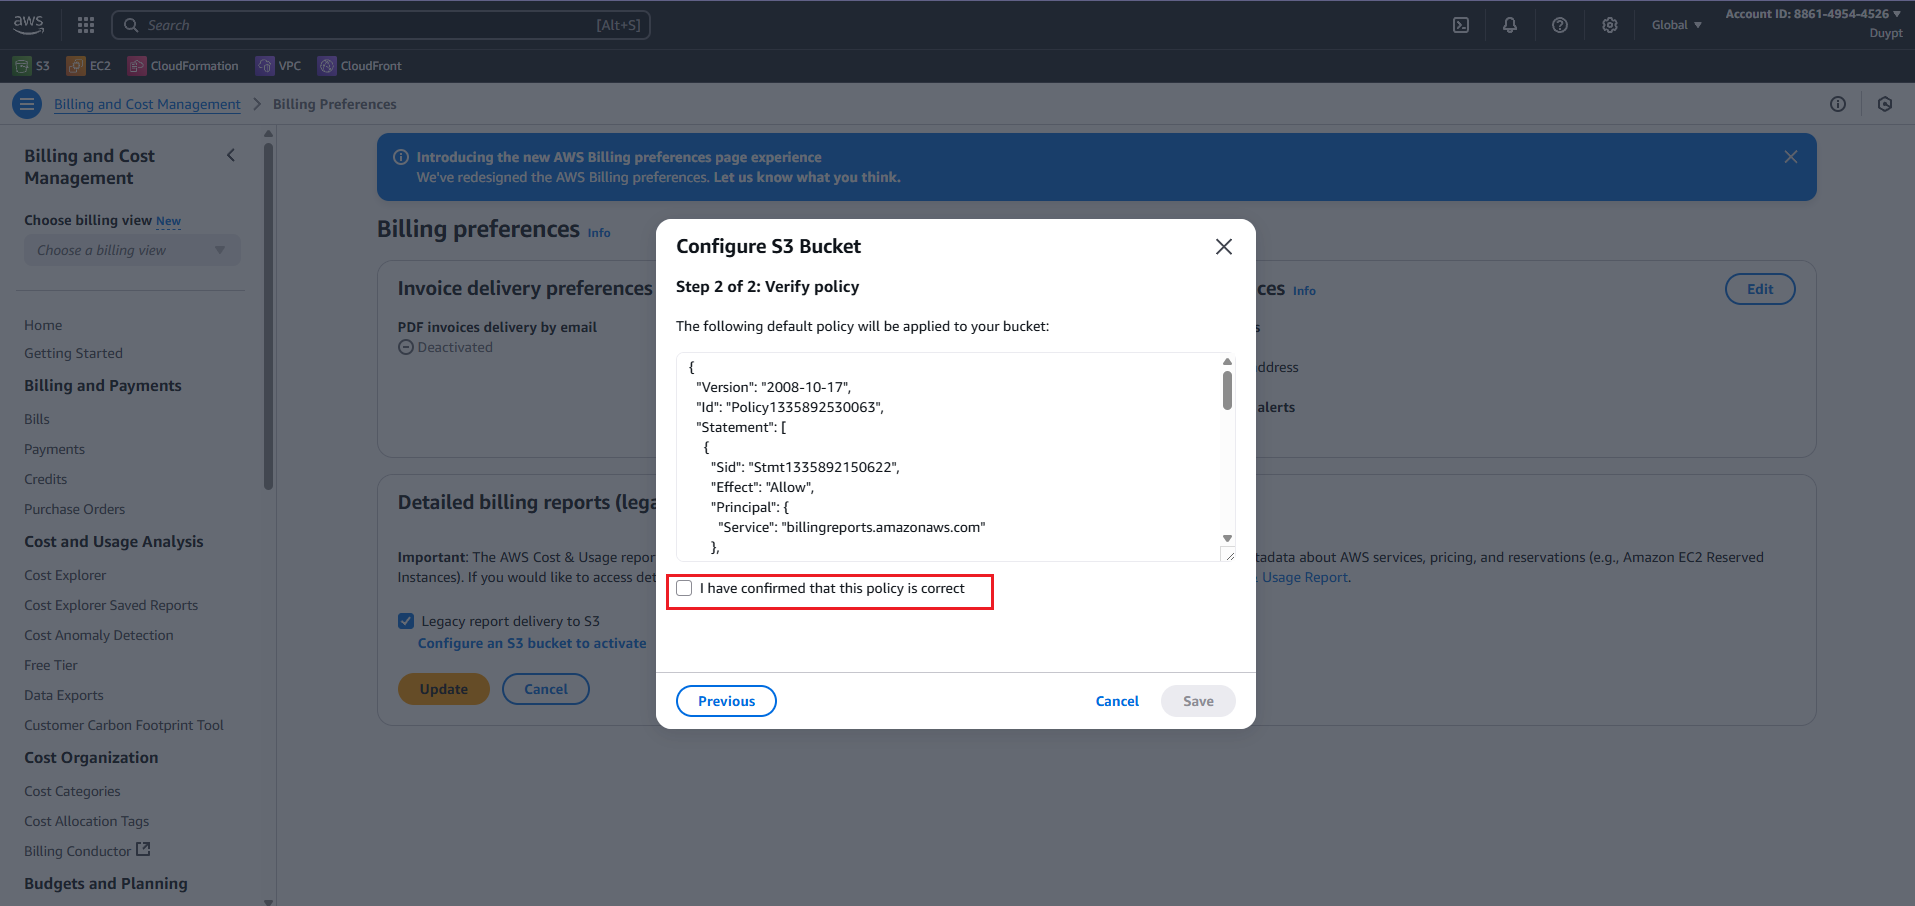 aws
Search
[Alt+S]
Global
Account ID: 8861-4954-4526
Duypt
S3
EC2
CloudFormation
VPC
CloudFront
Billing and Cost Management
Billing Preferences
Billing and Cost
Management
Choose billing view New
Choose a billing view
Home
Getting Started
Billing and Payments
Bills
Payments
Credits
Purchase Orders
Cost and Usage Analysis
Cost Explorer
Cost Explorer Saved Reports
Cost Anomaly Detection
Free Tier
Data Exports
Customer Carbon Footprint Tool
Cost Organization
Cost Categories
Cost Allocation Tags
Billing Conductor
Budgets and Planning
Introducing the new AWS Billing preferences page experience
We've redesigned the AWS Billing preferences. Let us know what you think.
Billing preferences Info
Invoice delivery preferences
PDF invoices delivery by email
Deactivated
ces Info
Edit
s
ddress
alerts
Detailed billing reports (lega
Important: The AWS Cost & Usage repor
tadata about AWS services, pricing, and reservations (e.g., Amazon EC2 Reserved
Instances). If you would like to access det
& Usage Report.
Legacy report delivery to S3
Configure an S3 bucket to activate
Update
Cancel
Configure S3 Bucket
Step 2 of 2: Verify policy
The following default policy will be applied to your bucket:
{
"Version": "2008-10-17",
"Id": "Policy1335892530063",
"Statement": [
{
"Sid": "Stmt1335892150622",
"Effect": "Allow",
"Principal": {
"Service": "billingreports.amazonaws.com"
},
I have confirmed that this policy is correct
Previous
Cancel
Save